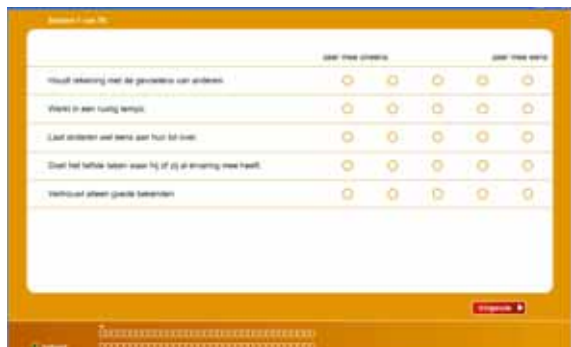 zeer mee oneens zeer mee eens
Houdt rekening met de gevoelens van anderen.
Werkt in een rustig tempo.
Laat anderen wel eens aan hun lot over.
Doet het liefste taken waar hij of zij al ervaring mee heeft.
Vertrouwt alleen goede bekenden
Volgende